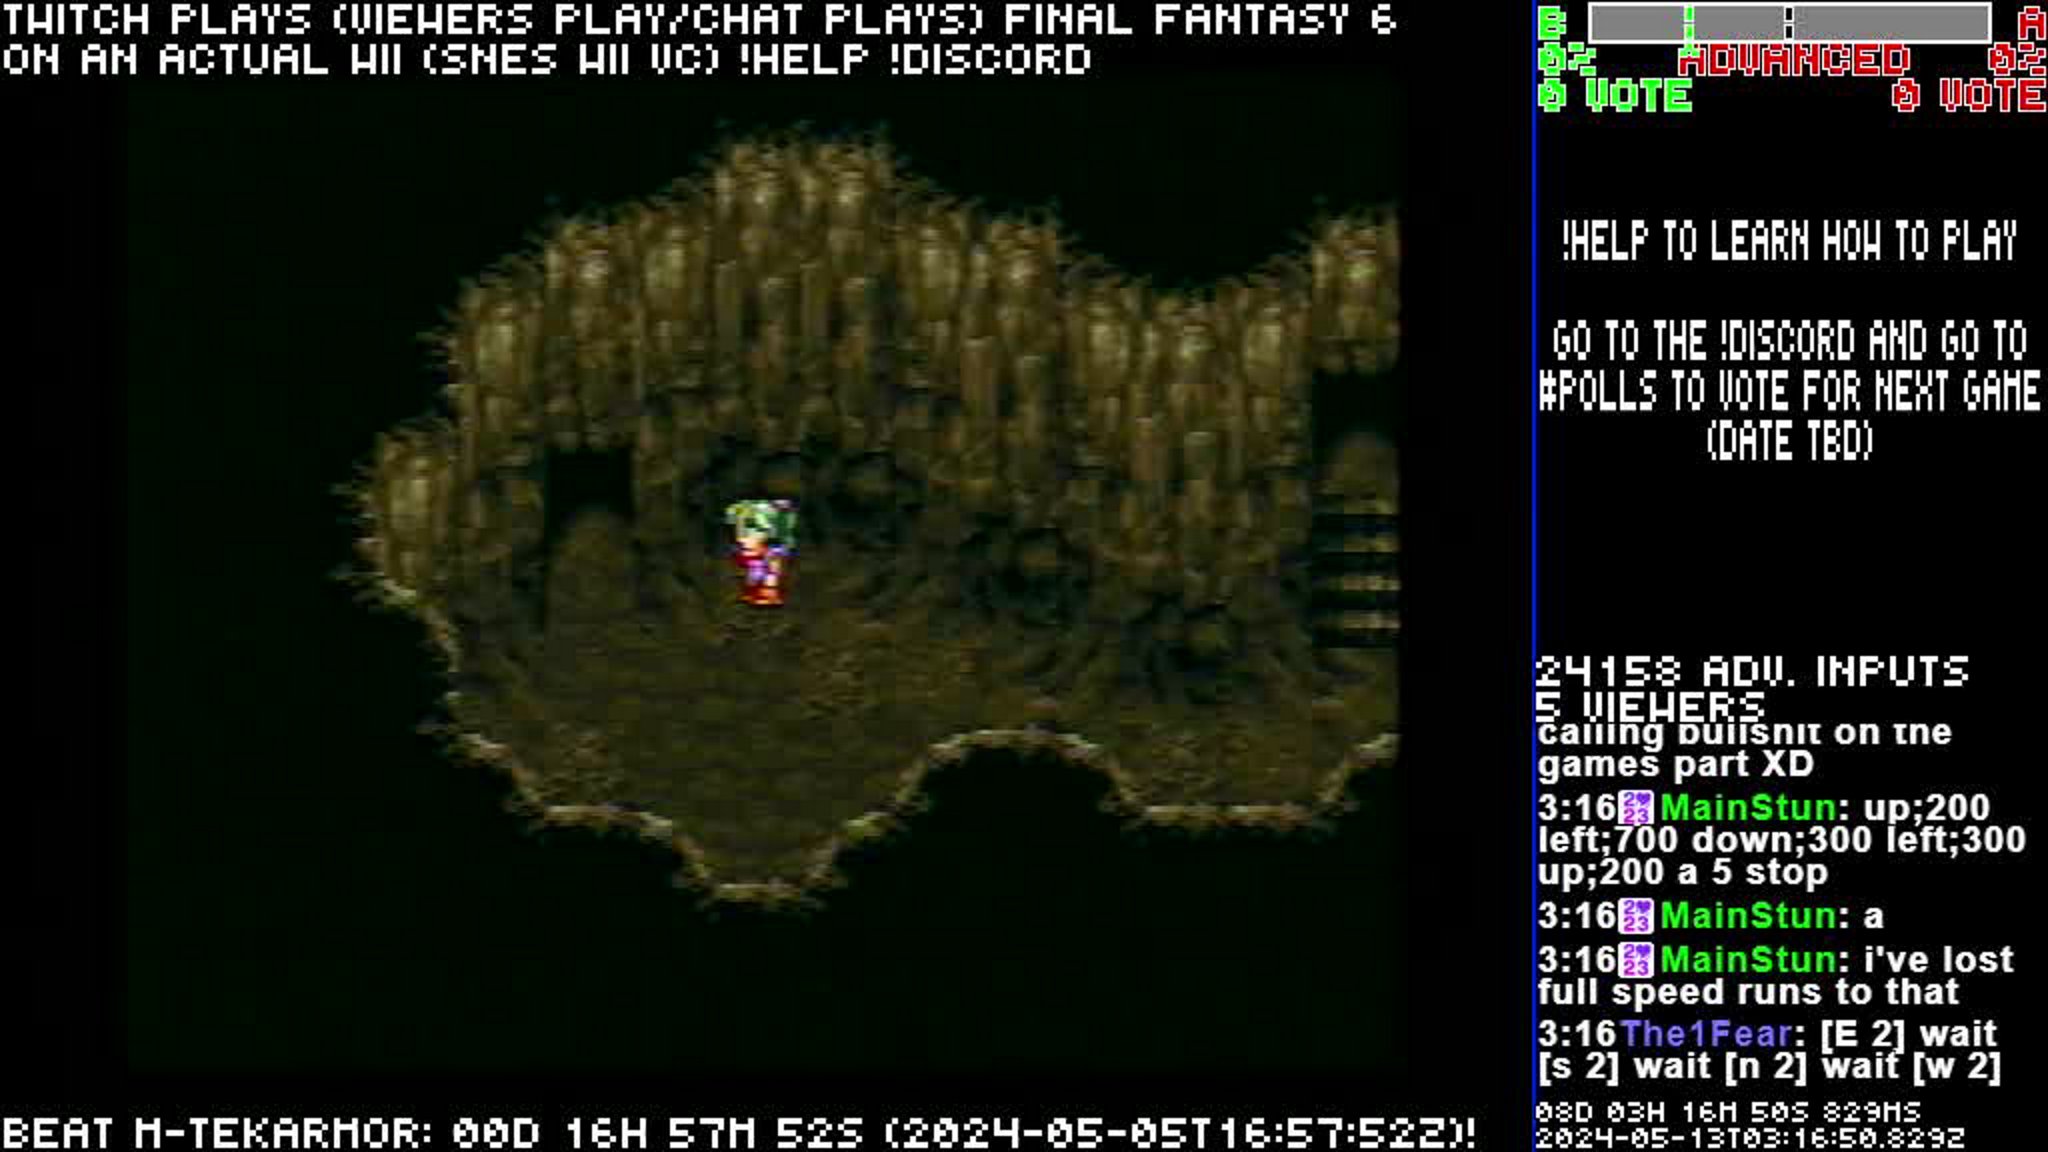 TWITCH PLAYS (VIEWERS PLAY/CHAT PLAYS) FINAL FANTASY 6
ON AN ACTUAL WII (SNES WII VC) !HELP !DISCORD
B A
0% ADVANCED 0%
0 VOTE 0 VOTE
!HELP TO LEARN HOW TO PLAY
GO TO THE !DISCORD AND GO TO
#POLLS TO VOTE FOR NEXT GAME
(DATE TBD)
24158 ADV. INPUTS
5 VIEWERS
calling bullshit on the
games part XD
3:16 MainStun: up;200
left;700 down;300 left;300
up;200 a 5 stop
3:16 MainStun: a
3:16 MainStun: i've lost
full speed runs to that
3:16 The1Fear: [E 2] wait
[s 2] wait [n 2] wait [w 2]
08D 03H 16M 50S 829MS
2024-05-13T03:16:50.829Z
BEAT M-TEKARMOR: 00D 16H 57M 52S (2024-05-05T16:57:52Z)!